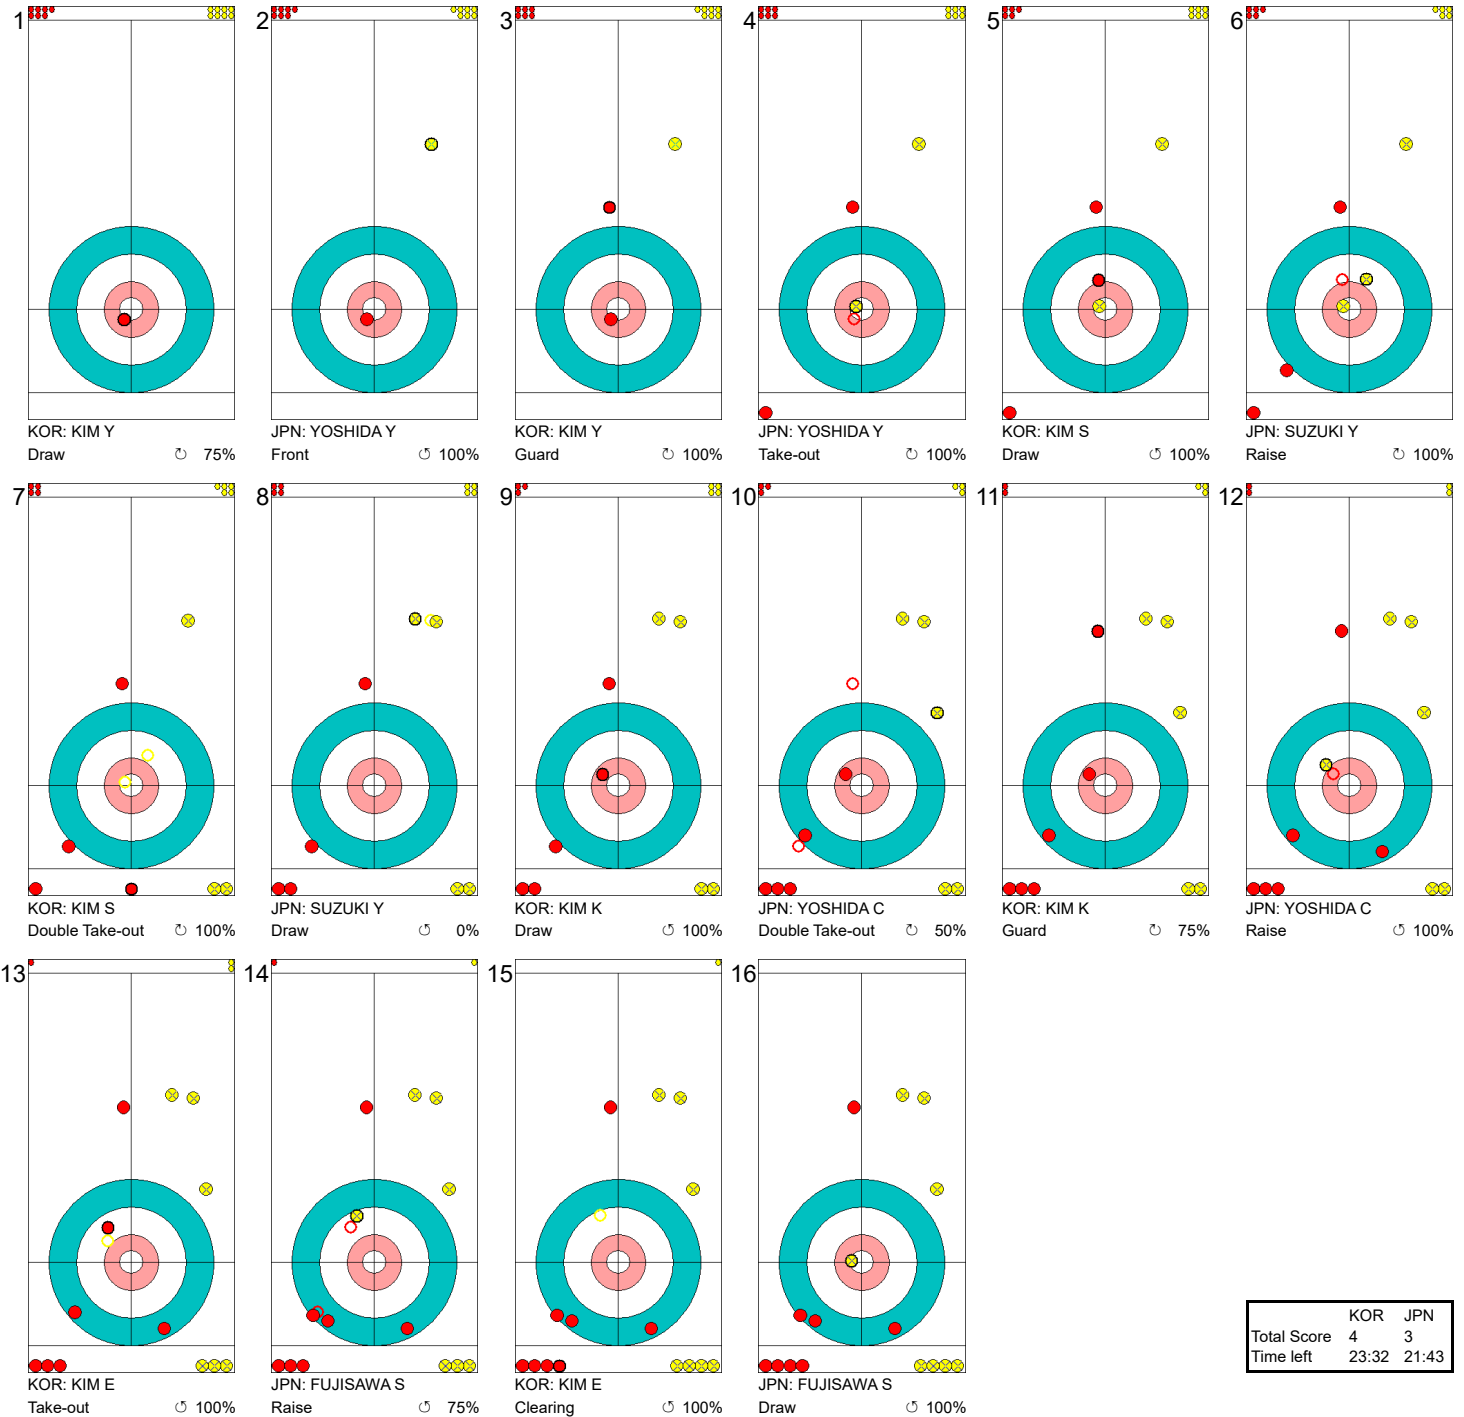 1
KOR: KIM Y
Draw ↻ 75%
2
JPN: YOSHIDA Y
Front ↺ 100%
3
KOR: KIM Y
Guard ↻ 100%
4
JPN: YOSHIDA Y
Take-out ↻ 100%
5
KOR: KIM S
Draw ↻ 100%
6
JPN: SUZUKI Y
Raise ↻ 100%
7
KOR: KIM S
Double Take-out ↻ 100%
8
JPN: SUZUKI Y
Draw ↺ 0%
9
KOR: KIM K
Draw ↻ 100%
10
JPN: YOSHIDA C
Double Take-out ↻ 50%
11
KOR: KIM K
Guard ↻ 75%
12
JPN: YOSHIDA C
Raise ↻ 100%
13
KOR: KIM E
Take-out ↺ 100%
14
JPN: FUJISAWA S
Raise ↺ 75%
15
KOR: KIM E
Clearing ↺ 100%
16
JPN: FUJISAWA S
Draw ↺ 100%
KOR JPN
Total Score 4 3
Time left 23:32 21:43